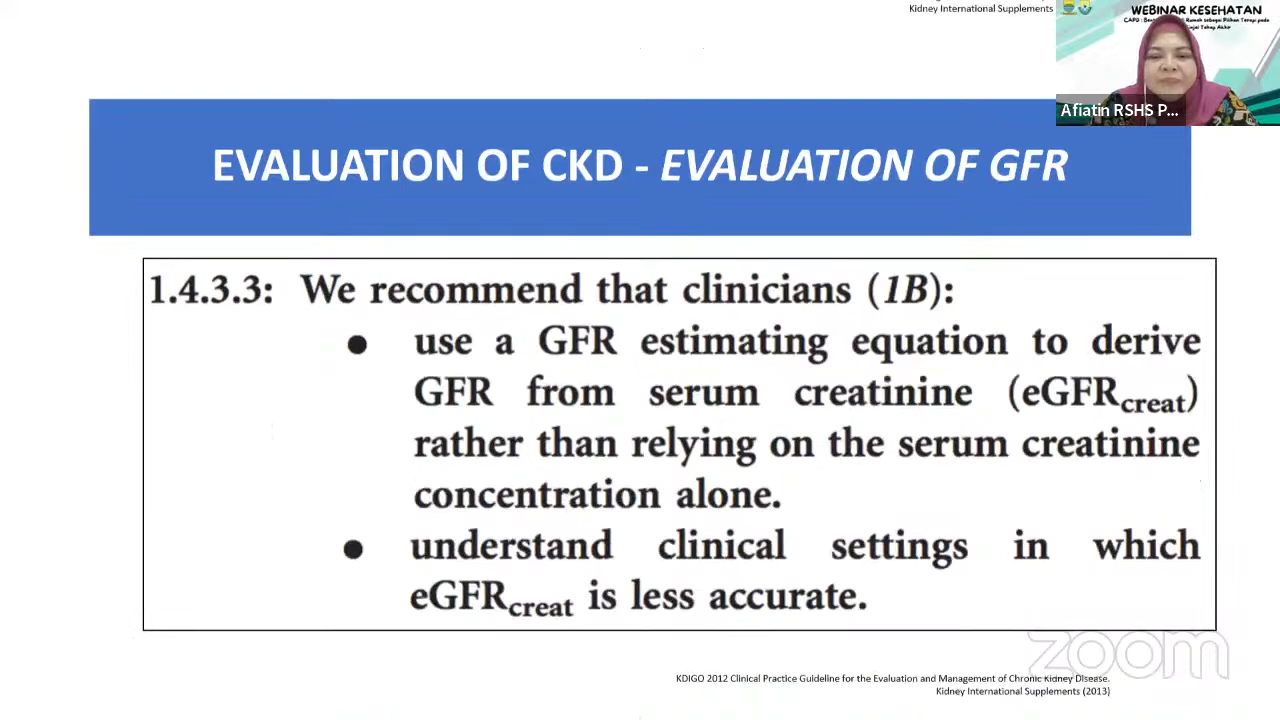 Kidney International Supplements
WEBINAR KESEHATAN
Afiatin RSHS P...
EVALUATION OF CKD - EVALUATION OF GFR
1.4.3.3: We recommend that clinicians (1B):
● use a GFR estimating equation to derive
GFR from serum creatinine (eGFRcreat)
rather than relying on the serum creatinine
concentration alone.
● understand clinical settings in which
eGFRcreat is less accurate.
zoom
KDIGO 2012 Clinical Practice Guideline for the Evaluation and Management of Chronic Kidney Disease.
Kidney International Supplements (2013)